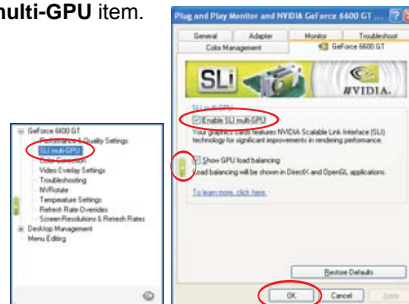 multi-GPU item.
GeForce 6600 GT
Performance & Quality Settings
SLI multi-GPU
Color Correction
Video Overlay Settings
Troubleshooting
NVRotate
Temperature Settings
Refresh Rate Overrides
Screen Resolutions & Refresh Rates
Desktop Management
Menu Editing
Plug and Play Monitor and NVIDIA GeForce 6600 GT ...
General Adapter Monitor Troubleshoot
Color Management GeForce 6600 GT
SLI
NVIDIA.
SLI multi-GPU
Enable SLI multi-GPU
Your graphics cards features NVIDIA Scalable Link Interface (SLI)
technology for significant improvements in rendering performance.
Show GPU load balancing
Load balancing will be shown in Direct3D and OpenGL applications.
To learn more, click here.
Restore Defaults
OK Cancel Apply